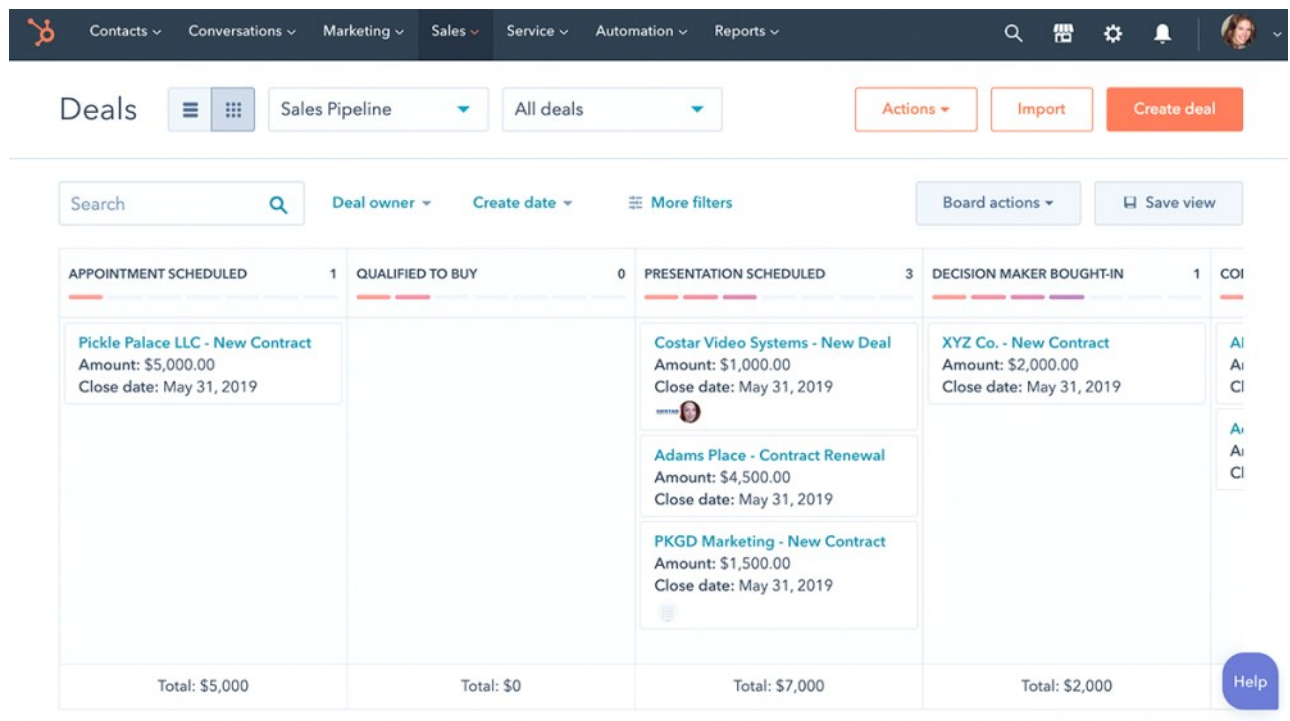 Contacts Conversations Marketing Sales Service Automation Reports
Deals Sales Pipeline All deals Actions Import Create deal
Search Deal owner Create date More filters Board actions Save view
APPOINTMENT SCHEDULED 1
Pickle Palace LLC - New Contract
Amount: $5,000.00
Close date: May 31, 2019
Total: $5,000
QUALIFIED TO BUY 0
Total: $0
PRESENTATION SCHEDULED 3
Costar Video Systems - New Deal
Amount: $1,000.00
Close date: May 31, 2019
COSTAR
Adams Place - Contract Renewal
Amount: $4,500.00
Close date: May 31, 2019
PKGD Marketing - New Contract
Amount: $1,500.00
Close date: May 31, 2019
Total: $7,000
DECISION MAKER BOUGHT-IN 1
XYZ Co. - New Contract
Amount: $2,000.00
Close date: May 31, 2019
Total: $2,000
Help